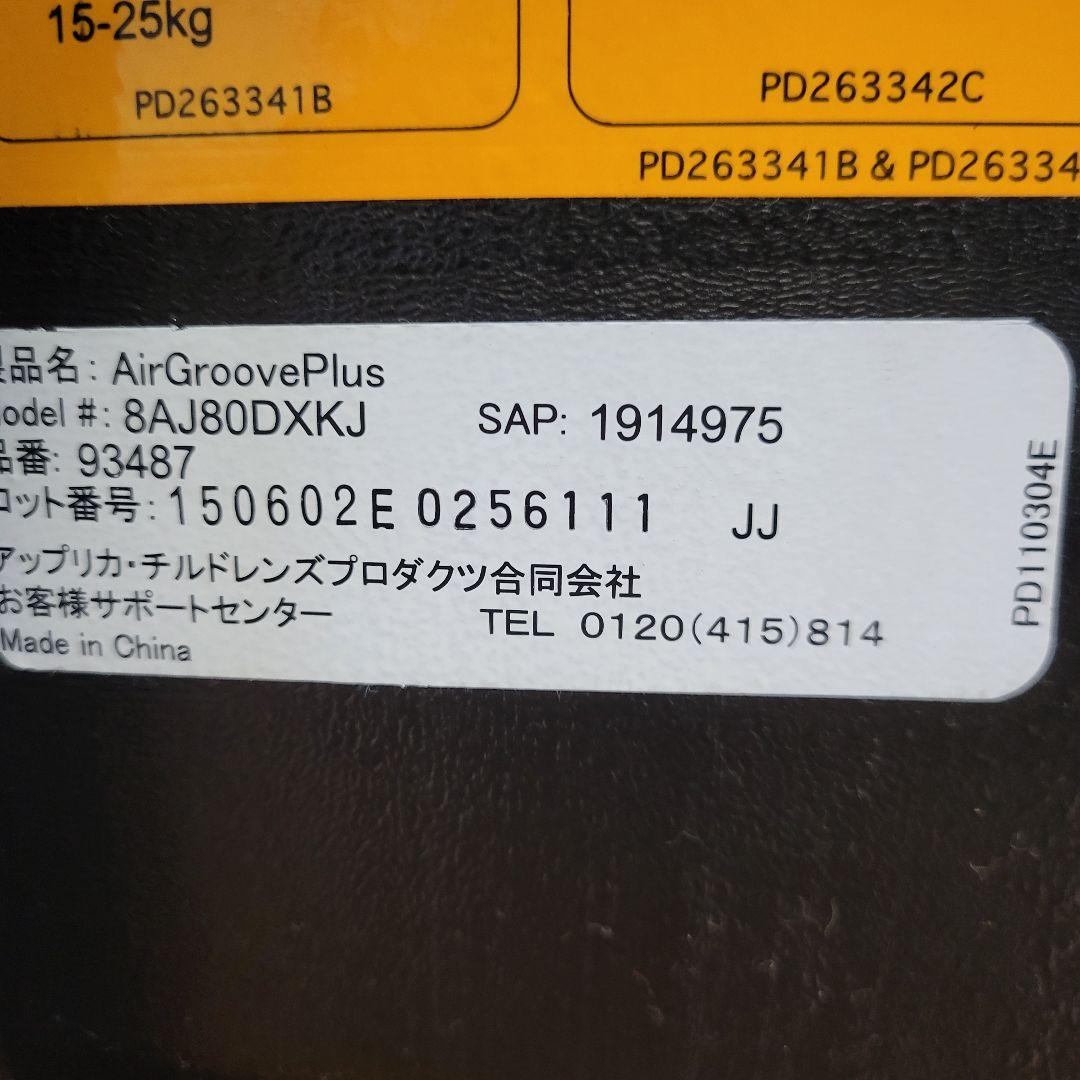 15-25kg
PD263341B
PD263342C
PD263341B & PD26334
品名: AirGroovePlus
odel #: 8AJ80DXKJ SAP: 1914975
品番: 93487
ロット番号: 150602E 0256111 JJ
アップリカ・チルドレンズプロダクツ合同会社
お客様サポートセンター TEL 0120(415)814
Made in China
PD110304E